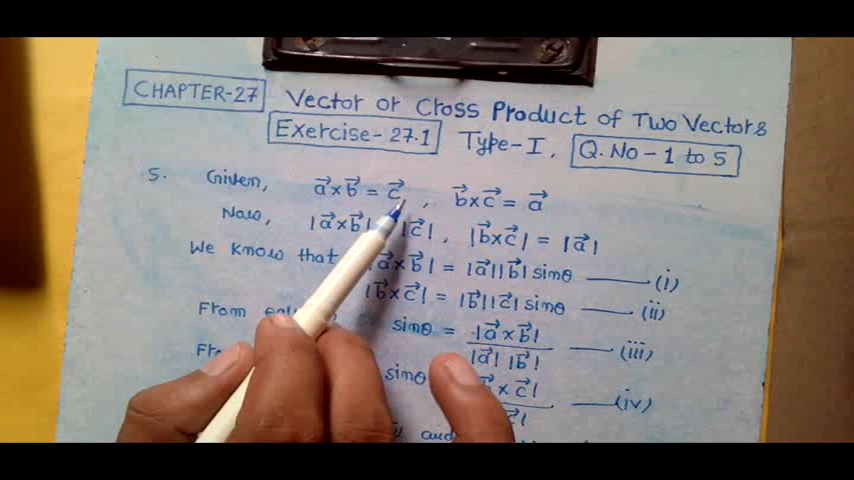 CHAPTER-27 Vector or Cross Product of Two Vectors
Exercise-27.1 Type-I, Q.No-1 to 5
5. Given, a⃗×b⃗ = c⃗, b⃗×c⃗ = a⃗
Now, |a⃗×b⃗| |c⃗|, |b⃗×c⃗| = |a⃗|
We know that |a⃗×b⃗| = |a⃗||b⃗| sinθ —— (i)
|b⃗×c⃗| = |b⃗||c⃗| sinθ —— (ii)
From sinθ = |a⃗×b⃗| / |a⃗| |b⃗| —— (iii)
sinθ × c⃗| / c⃗| —— (iv)